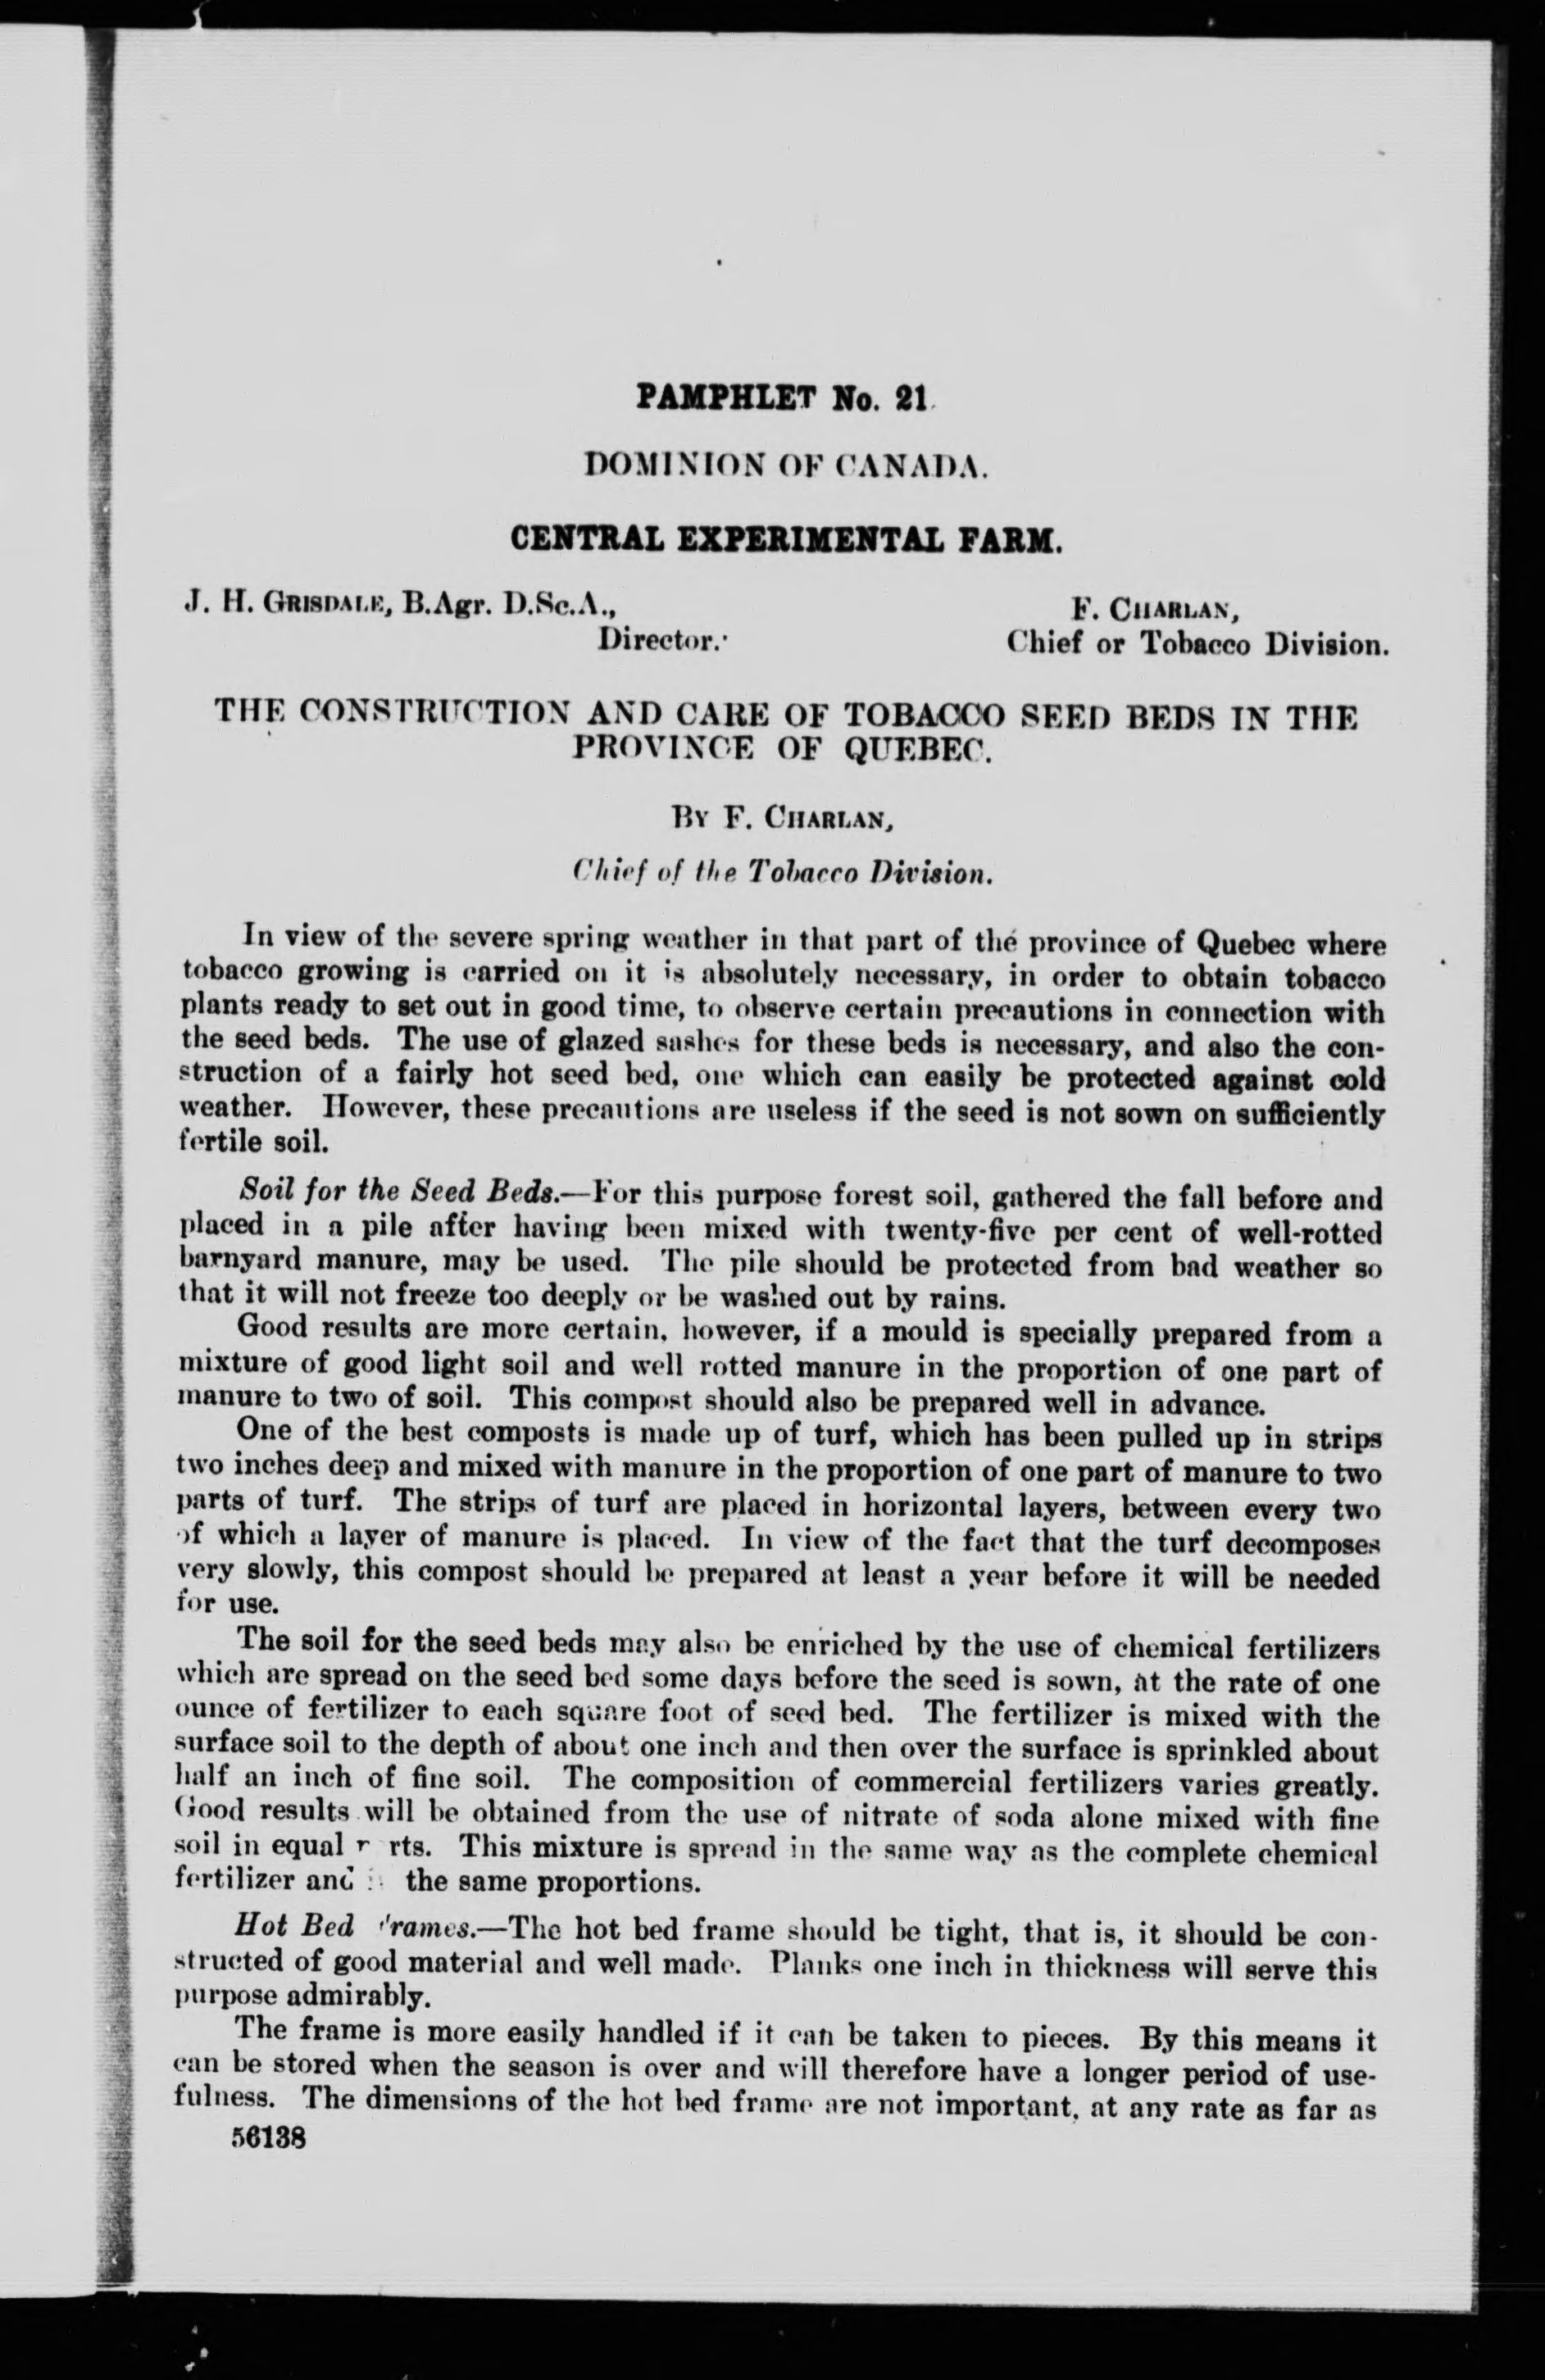 PAMPHLET No. 21.
DOMINION OF CANADA.
CENTRAL EXPERIMENTAL FARM.
J. H. GRISDALE, B.Agr. D.Sc.A.,
Director.
F. CHARLAN,
Chief or Tobacco Division.
THE CONSTRUCTION AND CARE OF TOBACCO SEED BEDS IN THE
PROVINCE OF QUEBEC.
BY F. CHARLAN,
Chief of the Tobacco Division.
In view of the severe spring weather in that part of the province of Quebec where
tobacco growing is carried on it is absolutely necessary, in order to obtain tobacco
plants ready to set out in good time, to observe certain precautions in connection with
the seed beds. The use of glazed sashes for these beds is necessary, and also the con-
struction of a fairly hot seed bed, one which can easily be protected against cold
weather. However, these precautions are useless if the seed is not sown on sufficiently
fertile soil.
Soil for the Seed Beds.—For this purpose forest soil, gathered the fall before and
placed in a pile after having been mixed with twenty-five per cent of well-rotted
barnyard manure, may be used. The pile should be protected from bad weather so
that it will not freeze too deeply or be washed out by rains.
Good results are more certain, however, if a mould is specially prepared from a
mixture of good light soil and well rotted manure in the proportion of one part of
manure to two of soil. This compost should also be prepared well in advance.
One of the best composts is made up of turf, which has been pulled up in strips
two inches deep and mixed with manure in the proportion of one part of manure to two
parts of turf. The strips of turf are placed in horizontal layers, between every two
of which a layer of manure is placed. In view of the fact that the turf decomposes
very slowly, this compost should be prepared at least a year before it will be needed
for use.
The soil for the seed beds may also be enriched by the use of chemical fertilizers
which are spread on the seed bed some days before the seed is sown, at the rate of one
ounce of fertilizer to each square foot of seed bed. The fertilizer is mixed with the
surface soil to the depth of about one inch and then over the surface is sprinkled about
half an inch of fine soil. The composition of commercial fertilizers varies greatly.
Good results will be obtained from the use of nitrate of soda alone mixed with fine
soil in equal rts. This mixture is spread in the same way as the complete chemical
fertilizer and the same proportions.
Hot Bed rames.—The hot bed frame should be tight, that is, it should be con-
structed of good material and well made. Planks one inch in thickness will serve this
purpose admirably.
The frame is more easily handled if it can be taken to pieces. By this means it
can be stored when the season is over and will therefore have a longer period of use-
fulness. The dimensions of the hot bed frame are not important, at any rate as far as
56138